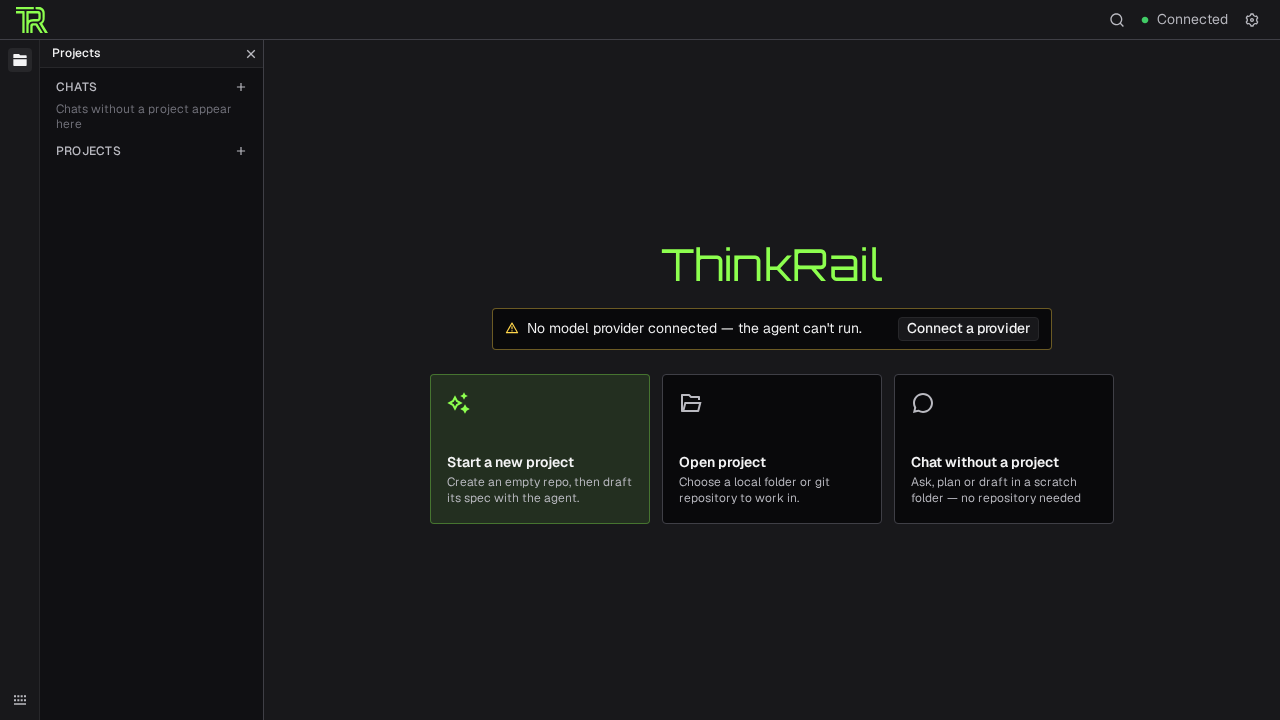 TR
Connected
Projects
CHATS
Chats without a project appear
here
PROJECTS
ThinkRail
No model provider connected — the agent can't run.
Connect a provider
Start a new project
Create an empty repo, then draft
its spec with the agent.
Open project
Choose a local folder or git
repository to work in.
Chat without a project
Ask, plan or draft in a scratch
folder — no repository needed